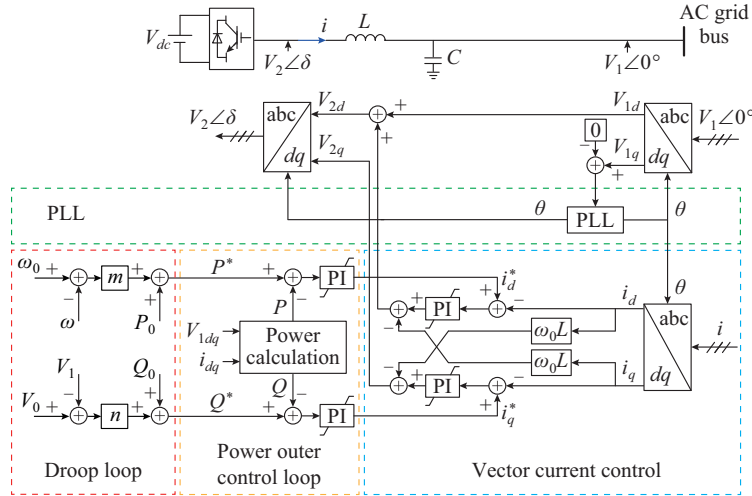 V_dc
i
L
V_2∠δ
C
V_1∠0°
AC grid
bus
V_2∠δ
abc
dq
V_2d
V_2q
+
+
0
−
+
V_1d
V_1q
abc
dq
V_1∠0°
PLL
θ
PLL
θ
θ
ω_0
+
−
ω
m
+
+
P_0
P*
+
−
P
PI
V_1dq
i_dq
Power
calculation
Q
−
+
PI
V_1
−
V_0
+
n
Q_0
+
+
Q*
i_d*
+
−
PI
+
−
i_d
ω_0L
ω_0L
i_q
−
+
PI
−
+
i_q*
abc
dq
i
Droop loop
Power outer
control loop
Vector current control